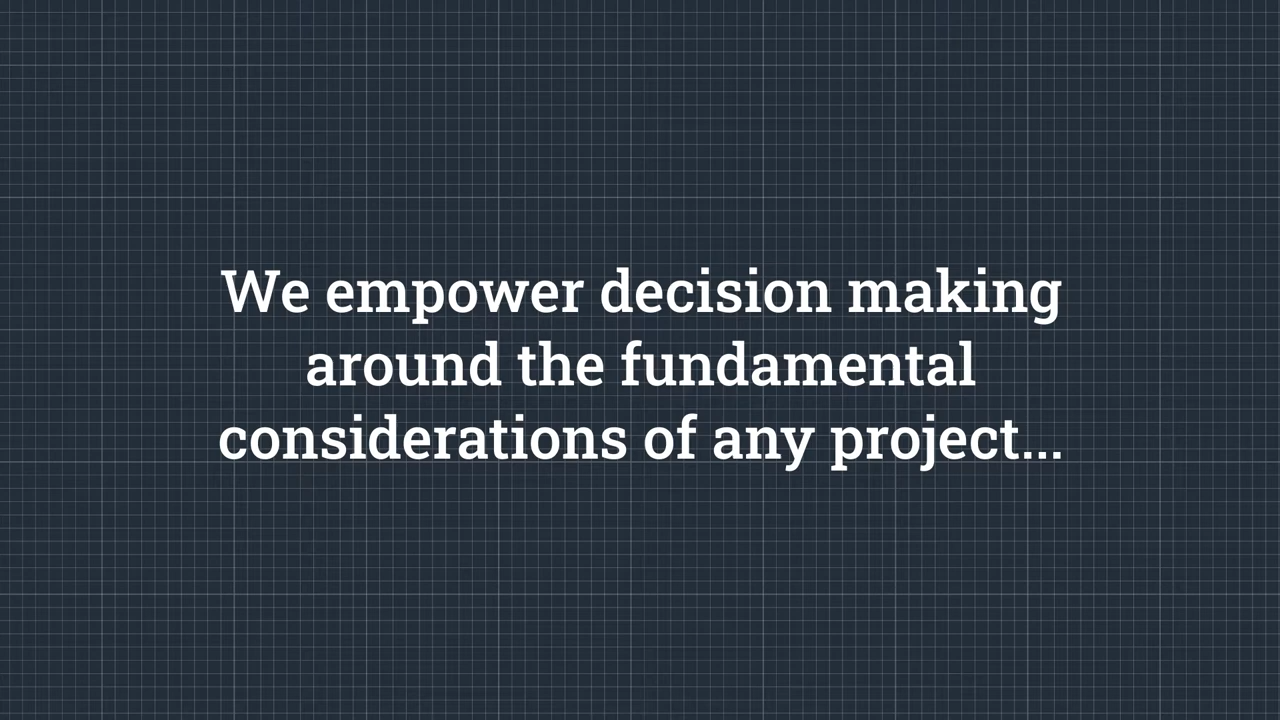 We empower decision making
around the fundamental
considerations of any project...